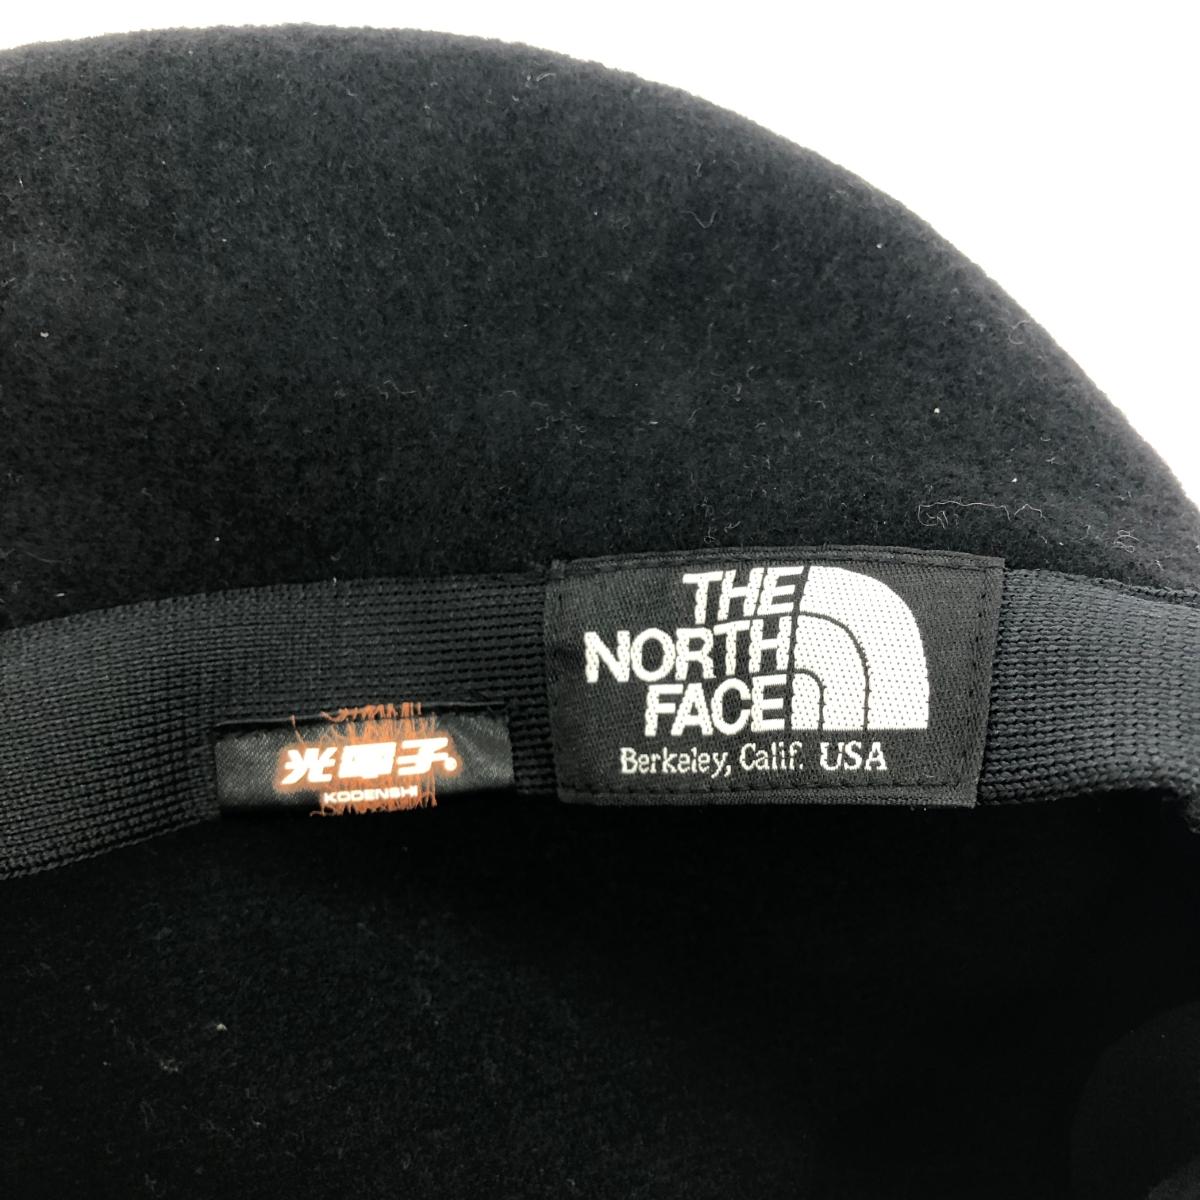 THE
NORTH
FACE
Berkeley, Calif. USA
光電子
KODENSHI